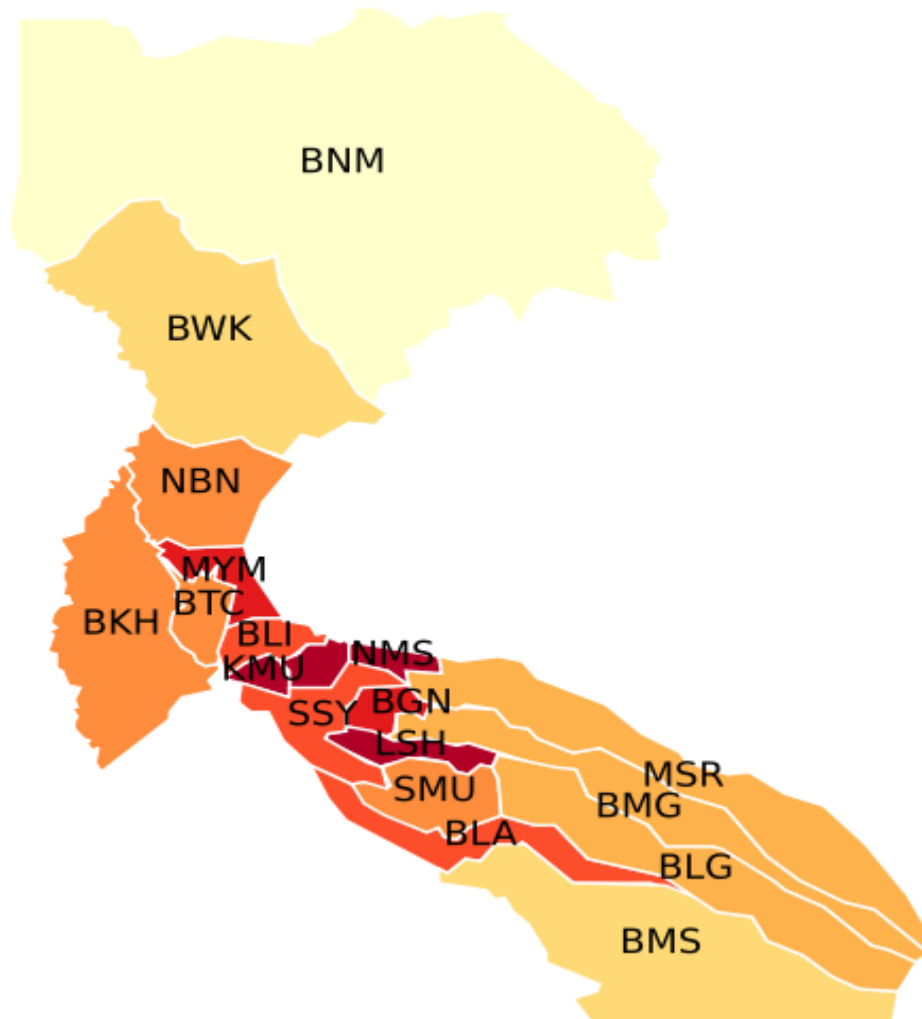 BNM
BWK
NBN
MYM
BTC
BKH
BLI
NMS
KMU
BGN
SSY
LSH
MSR
SMU
BMG
BLA
BLG
BMS